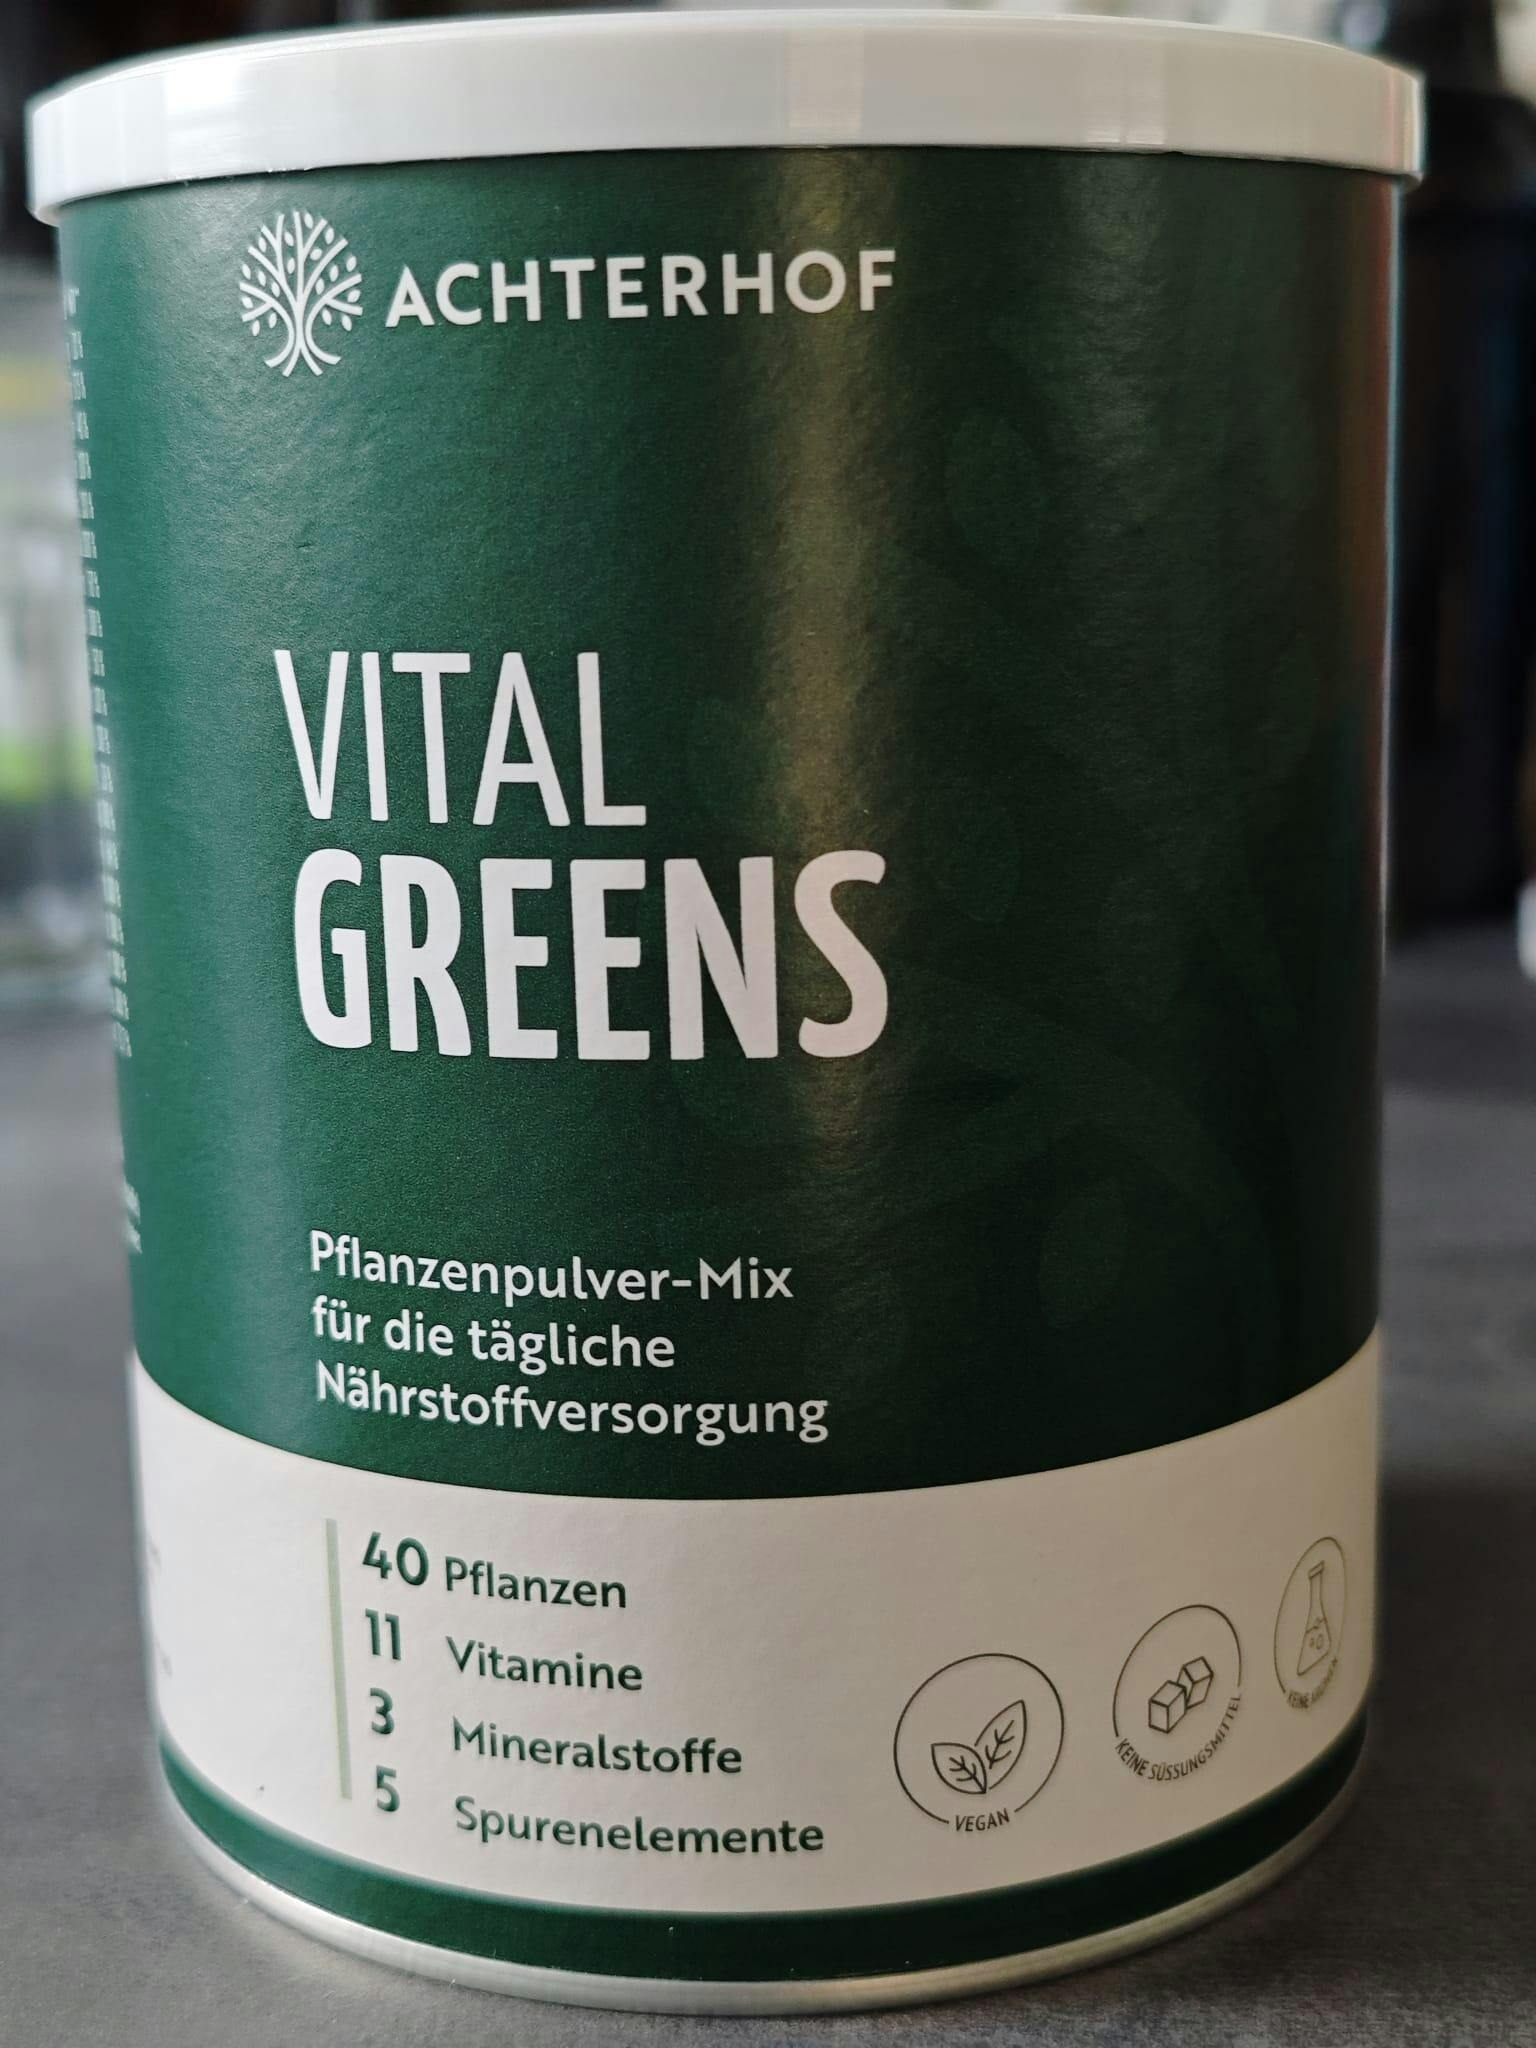 ACHTERHOF
VITAL
GREENS
Pflanzenpulver-Mix
für die tägliche
Nährstoffversorgung
40 Pflanzen
11 Vitamine
3 Mineralstoffe
5 Spurenelemente
VEGAN
KEINE SÜSSUNGSMITTEL
KEINE